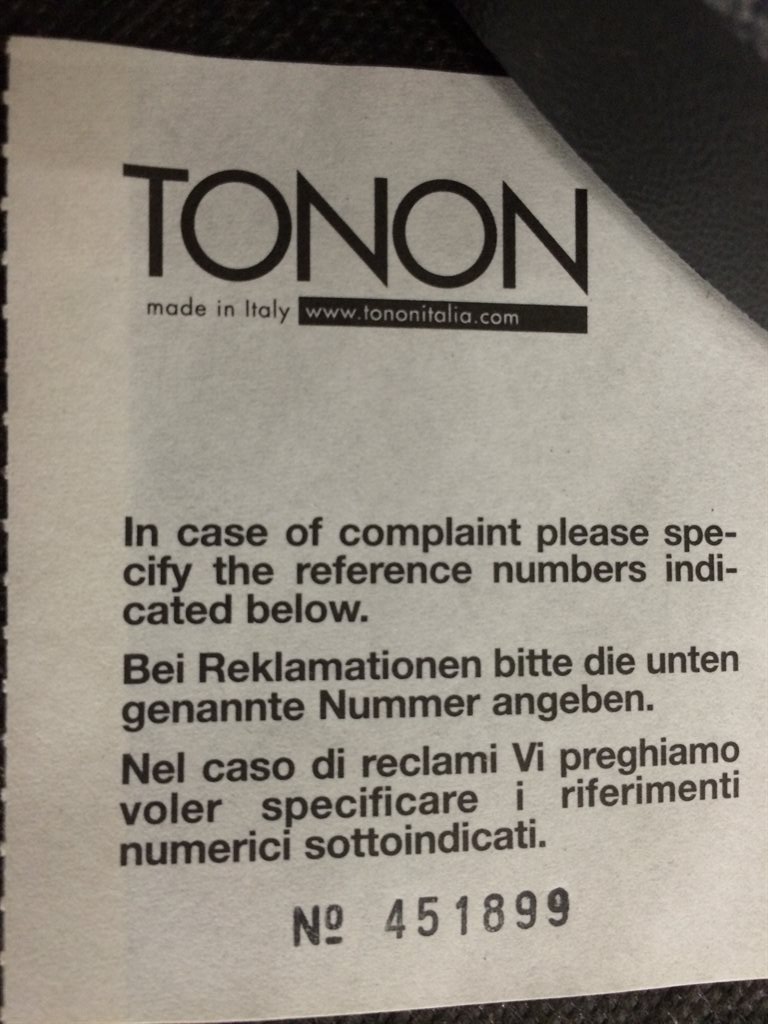 TONON
made in Italy www.tononitalia.com
In case of complaint please spe-
cify the reference numbers indi-
cated below.
Bei Reklamationen bitte die unten
genannte Nummer angeben.
Nel caso di reclami Vi preghiamo
voler specificare i riferimenti
numerici sottoindicati.
Nº 451899